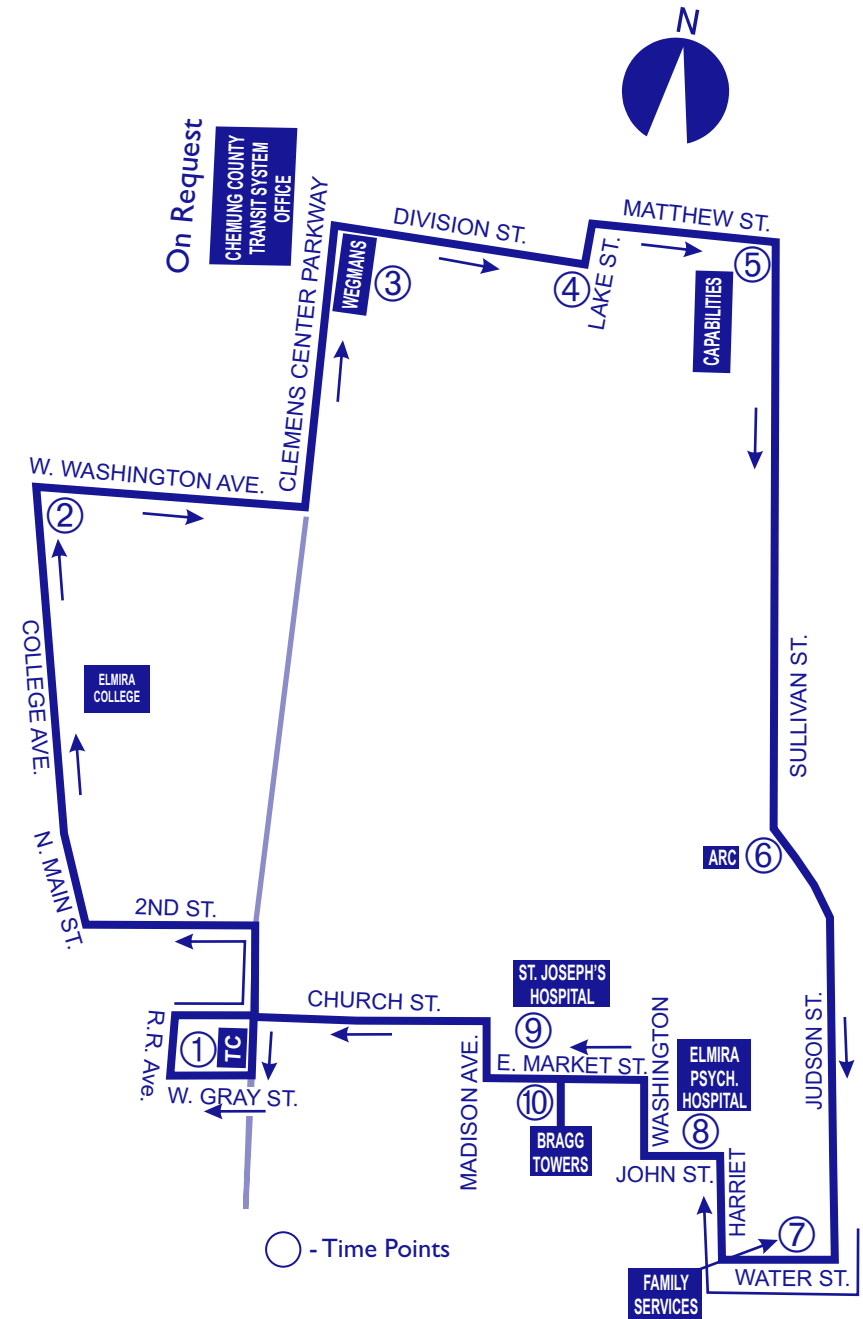 N
On Request
CHEMUNG COUNTY
TRANSIT SYSTEM
OFFICE
CLEMENS CENTER PARKWAY
WEGMANS
3
DIVISION ST.
4
LAKE ST.
MATTHEW ST.
5
CAPABILITIES
W. WASHINGTON AVE.
2
COLLEGE AVE.
ELMIRA
COLLEGE
SULLIVAN ST.
N. MAIN ST.
ARC
6
2ND ST.
R.R. Ave.
1
TC
W. GRAY ST.
CHURCH ST.
ST. JOSEPH'S
HOSPITAL
9
E. MARKET ST.
MADISON AVE.
10
BRAGG
TOWERS
WASHINGTON
ELMIRA
PSYCH.
HOSPITAL
8
JOHN ST.
HARRIET
JUDSON ST.
7
WATER ST.
FAMILY
SERVICES
- Time Points